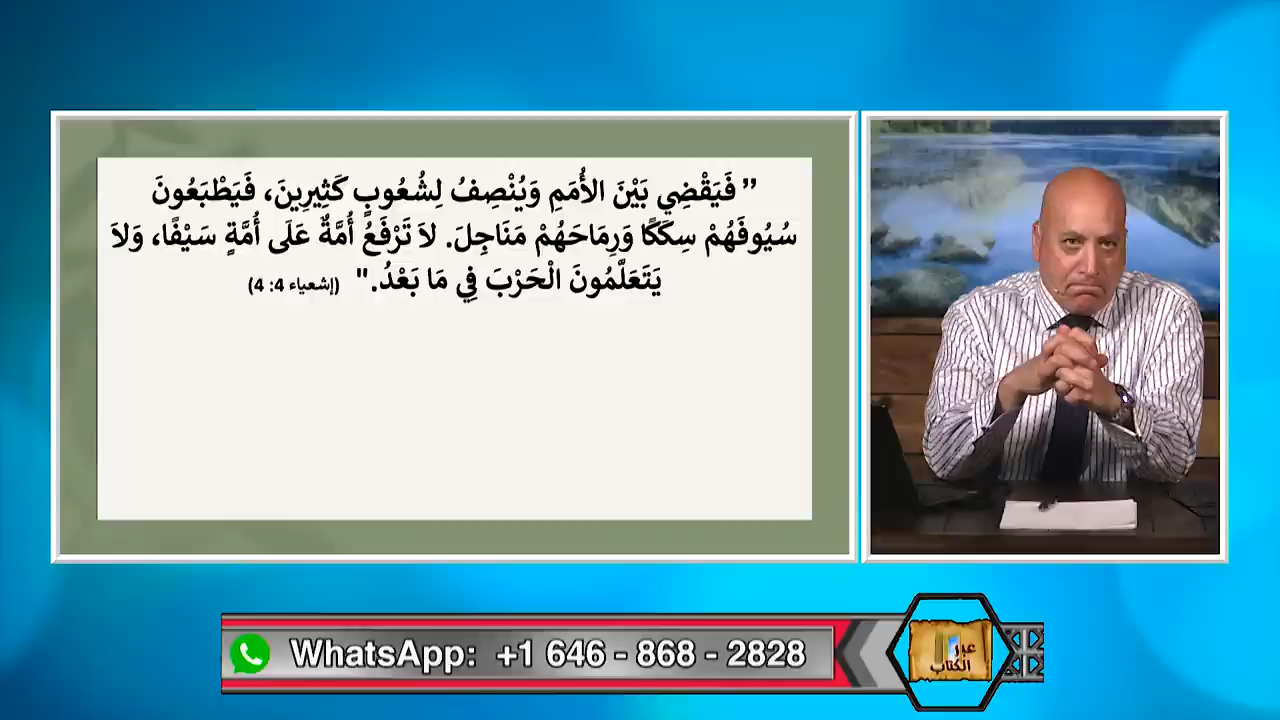 ” فَيَقْضِي بَيْنَ الأُمَمِ وَيُنْصِفُ لِشُعُوبٍ كَثِيرِينَ، فَيَطْبَعُونَ
سُيُوفَهُمْ سِكَكًا وَرِمَاحَهُمْ مَنَاجِلَ. لاَ تَرْفَعُ أُمَّةٌ عَلَى أُمَّةٍ سَيْفًا، وَلاَ
يَتَعَلَّمُونَ الْحَرْبَ فِي مَا بَعْدُ." (إشعياء 4: 4)
WhatsApp: +1 646 - 868 - 2828
عبر
الكتاب